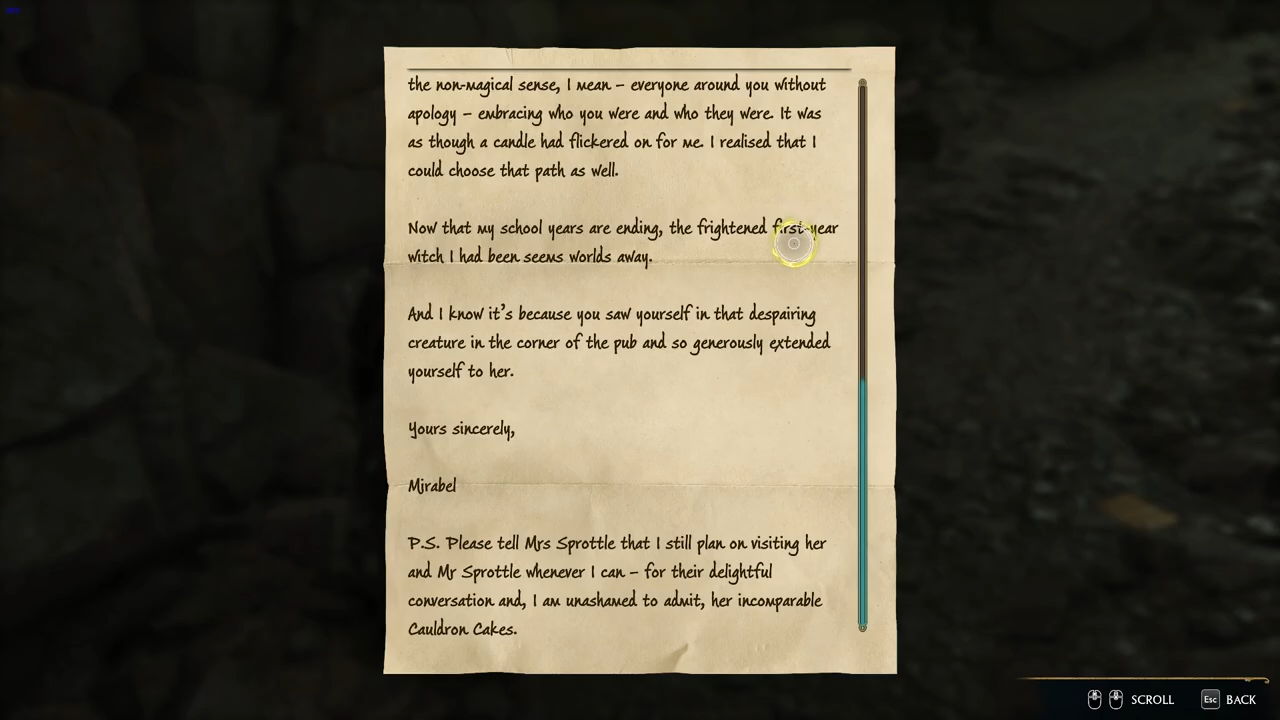 the non-magical sense, I mean – everyone around you without
apology – embracing who you were and who they were. It was
as though a candle had flickered on for me. I realised that I
could choose that path as well.
Now that my school years are ending, the frightened first-year
witch I had been seems worlds away.
And I know it's because you saw yourself in that despairing
creature in the corner of the pub and so generously extended
yourself to her.
Yours sincerely,
Mirabel
P.S. Please tell Mrs Sprottle that I still plan on visiting her
and Mr Sprottle whenever I can – for their delightful
conversation and, I am unashamed to admit, her incomparable
Cauldron Cakes.
SCROLL Esc BACK